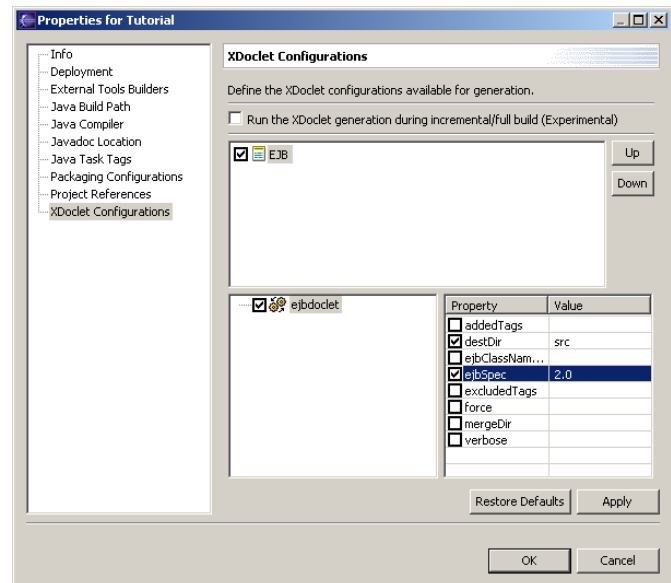 Properties for Tutorial
Info
Deployment
External Tools Builders
Java Build Path
Java Compiler
Javadoc Location
Java Task Tags
Packaging Configurations
Project References
XDoclet Configurations
XDoclet Configurations
Define the XDoclet configurations available for generation.
Run the XDoclet generation during incremental/full build (Experimental)
EJB
Up
Down
ejbdoclet
Property Value
addedTags
destDir src
ejbClassNam...
ejbSpec 2.0
excludedTags
force
mergeDir
verbose
Restore Defaults Apply
OK Cancel